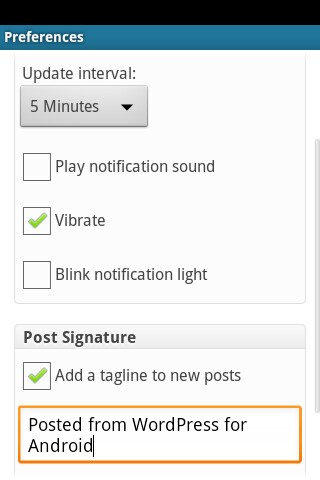 Preferences
Update interval:
5 Minutes
Play notification sound
Vibrate
Blink notification light
Post Signature
Add a tagline to new posts
Posted from WordPress for
Android